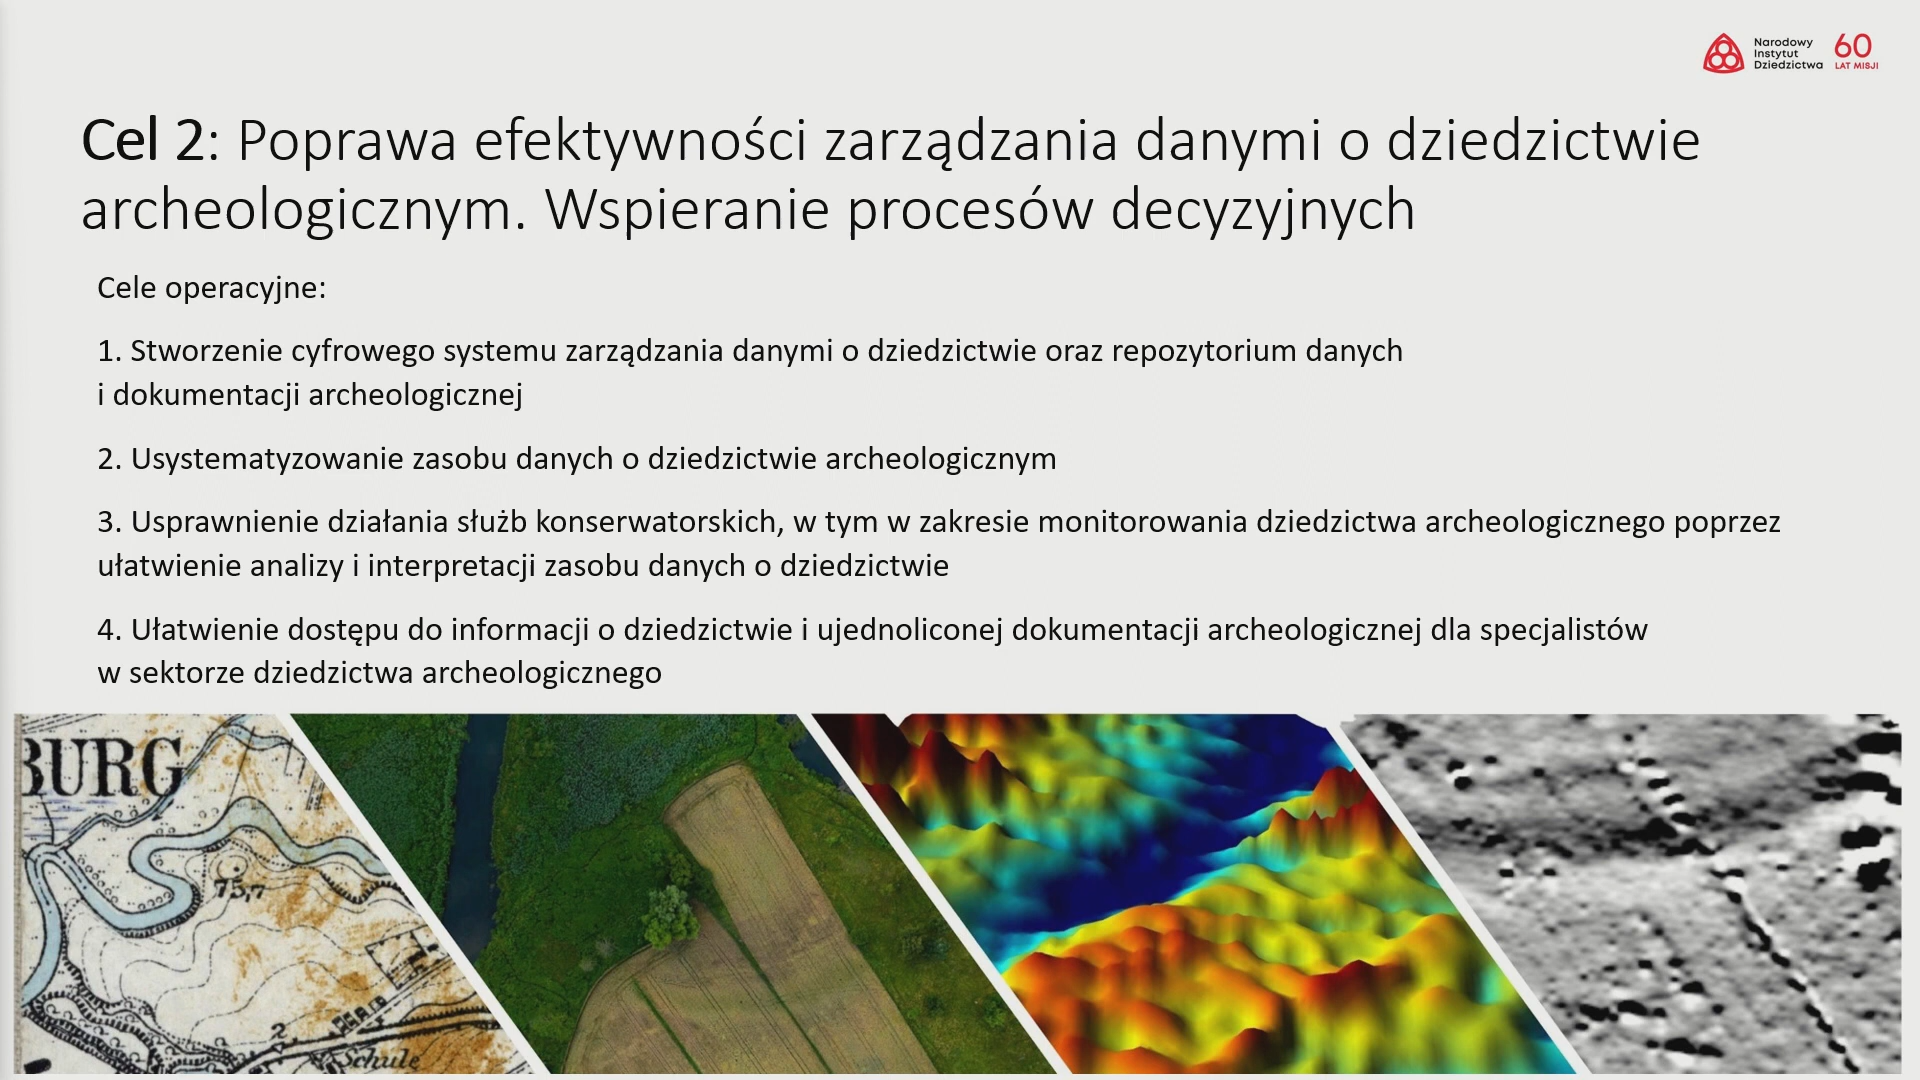 Narodowy
Instytut
Dziedzictwa
60
LAT MISJI
Cel 2: Poprawa efektywności zarządzania danymi o dziedzictwie
archeologicznym. Wspieranie procesów decyzyjnych
Cele operacyjne:
1. Stworzenie cyfrowego systemu zarządzania danymi o dziedzictwie oraz repozytorium danych
i dokumentacji archeologicznej
2. Usystematyzowanie zasobu danych o dziedzictwie archeologicznym
3. Usprawnienie działania służb konserwatorskich, w tym w zakresie monitorowania dziedzictwa archeologicznego poprzez
ułatwienie analizy i interpretacji zasobu danych o dziedzictwie
4. Ułatwienie dostępu do informacji o dziedzictwie i ujednoliconej dokumentacji archeologicznej dla specjalistów
w sektorze dziedzictwa archeologicznego
BURG
75,7
2
Schule